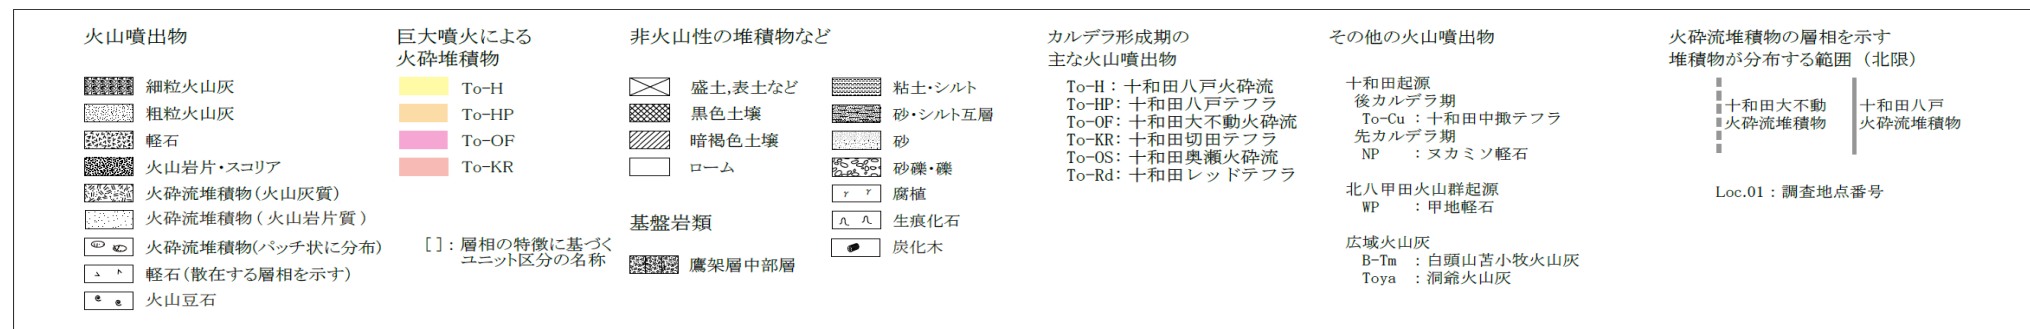 火山噴出物
細粒火山灰
粗粒火山灰
軽石
火山岩片・スコリア
火砕流堆積物(火山灰質)
火砕流堆積物(火山岩片質)
火砕流堆積物(パッチ状に分布)
軽石(散在する層相を示す)
火山豆石
巨大噴火による
火砕堆積物
To-H
To-HP
To-OF
To-KR
[ ]:層相の特徴に基づく
ユニット区分の名称
非火山性の堆積物など
盛土,表土など
黒色土壌
暗褐色土壌
ローム
基盤岩類
鷹架層中部層
粘土・シルト
砂・シルト互層
砂
砂礫・礫
腐植
生痕化石
炭化木
カルデラ形成期の
主な火山噴出物
To-H:十和田八戸火砕流
To-HP:十和田八戸テフラ
To-OF:十和田大不動火砕流
To-KR:十和田切田テフラ
To-OS:十和田奥瀬火砕流
To-Rd:十和田レッドテフラ
その他の火山噴出物
十和田起源
後カルデラ期
To-Cu:十和田中掫テフラ
先カルデラ期
NP :ヌカミソ軽石
北八甲田火山群起源
WP :甲地軽石
広域火山灰
B-Tm :白頭山苫小牧火山灰
Toya :洞爺火山灰
火砕流堆積物の層相を示す
堆積物が分布する範囲(北限)
十和田大不動
火砕流堆積物
十和田八戸
火砕流堆積物
Loc.01:調査地点番号